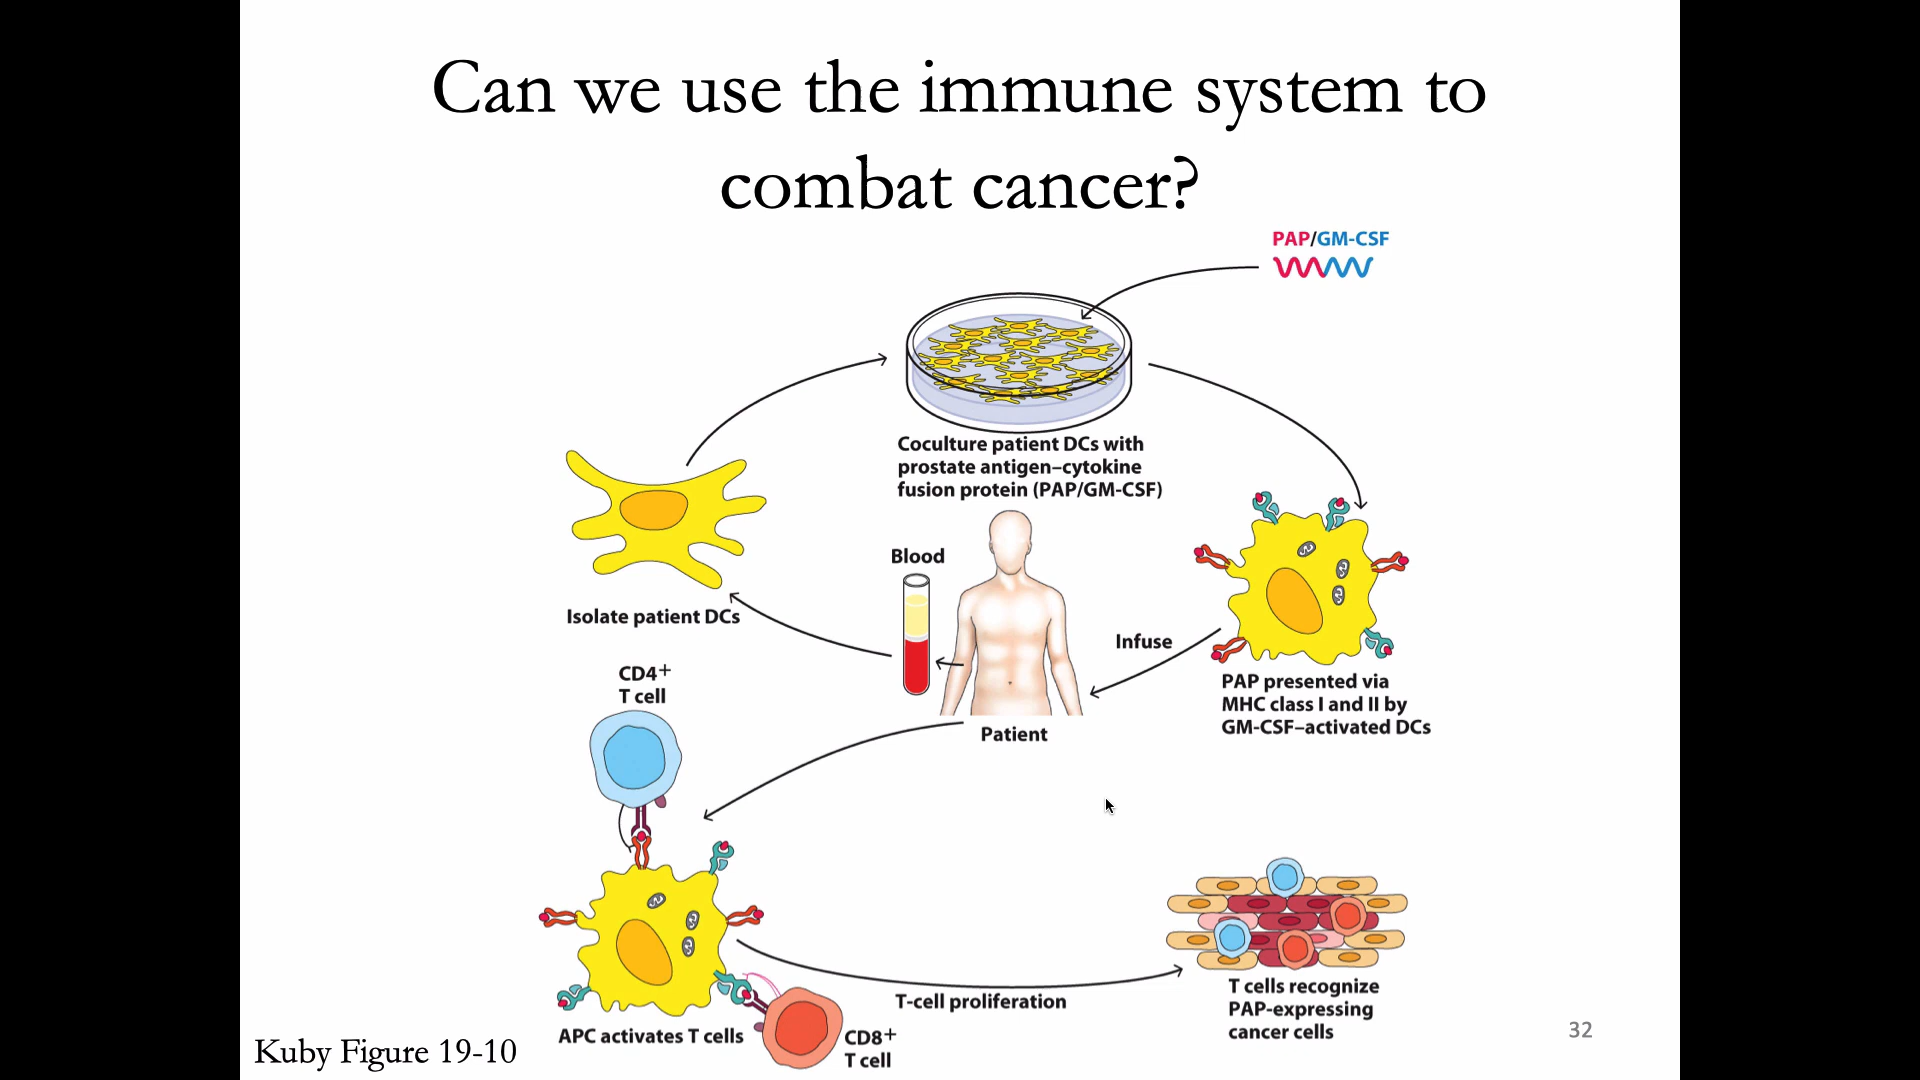 Can we use the immune system to
combat cancer?
PAP/GM-CSF
Coculture patient DCs with
prostate antigen–cytokine
fusion protein (PAP/GM-CSF)
Blood
Isolate patient DCs
Infuse
CD4+
T cell
PAP presented via
MHC class I and II by
GM-CSF–activated DCs
Patient
T cells recognize
PAP-expressing
cancer cells
T-cell proliferation
APC activates T cells
CD8+
T cell
Kuby Figure 19-10
32